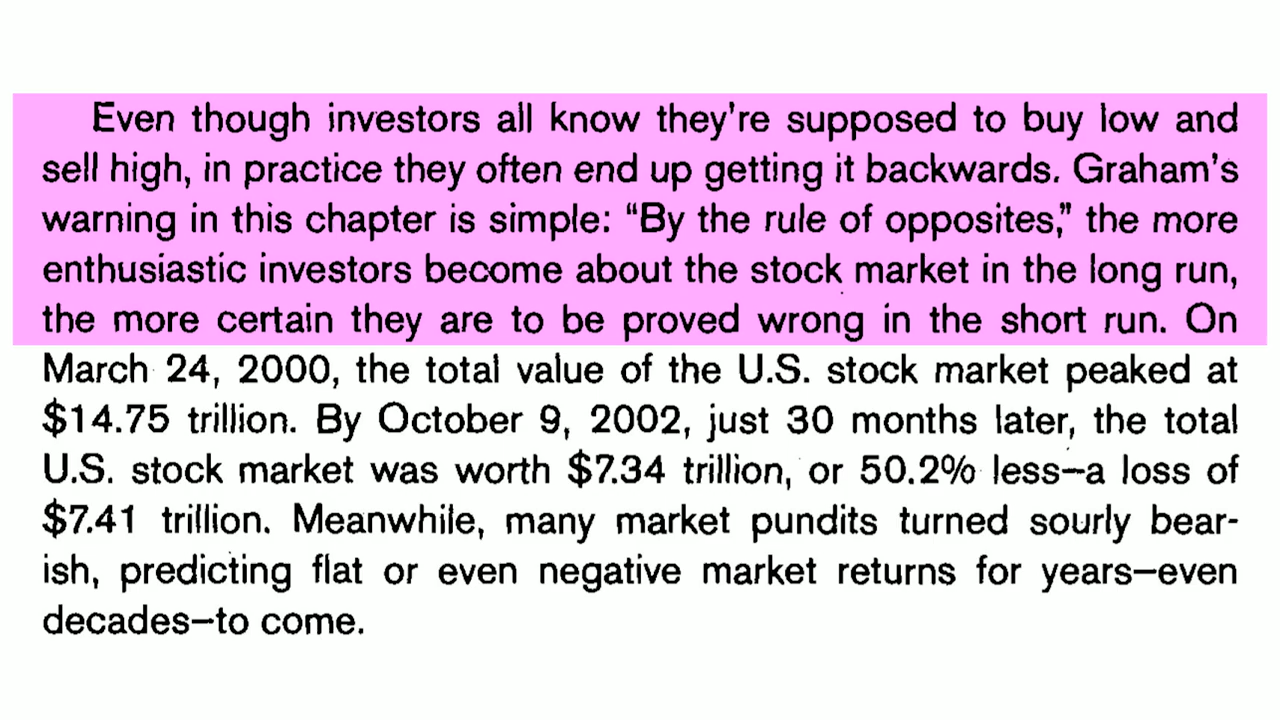 Even though investors all know they're supposed to buy low and
sell high, in practice they often end up getting it backwards. Graham's
warning in this chapter is simple: “By the rule of opposites,” the more
enthusiastic investors become about the stock market in the long run,
the more certain they are to be proved wrong in the short run. On
March 24, 2000, the total value of the U.S. stock market peaked at
$14.75 trillion. By October 9, 2002, just 30 months later, the total
U.S. stock market was worth $7.34 trillion, or 50.2% less—a loss of
$7.41 trillion. Meanwhile, many market pundits turned sourly bear-
ish, predicting flat or even negative market returns for years—even
decades—to come.